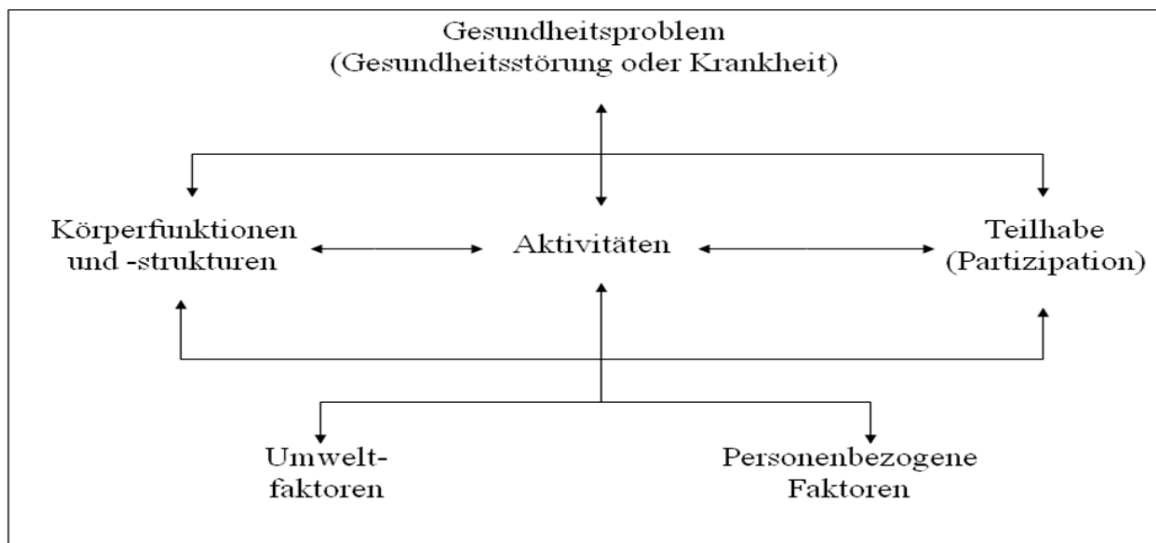 Gesundheitsproblem
(Gesundheitsstörung oder Krankheit)
Körperfunktionen
und -strukturen
Aktivitäten
Teilhabe
(Partizipation)
Umwelt-
faktoren
Personenbezogene
Faktoren